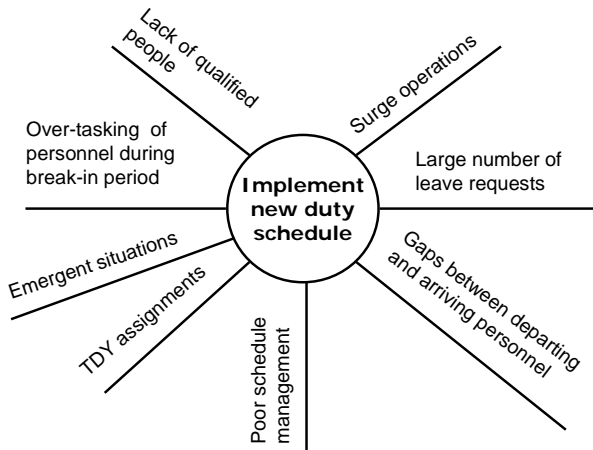 Lack of qualified
people
Surge operations
Over-tasking of
personnel during
break-in period
Implement
new duty
schedule
Large number of
leave requests
Emergent situations
TDY assignments
Poor schedule
management
Gaps between departing
and arriving personnel